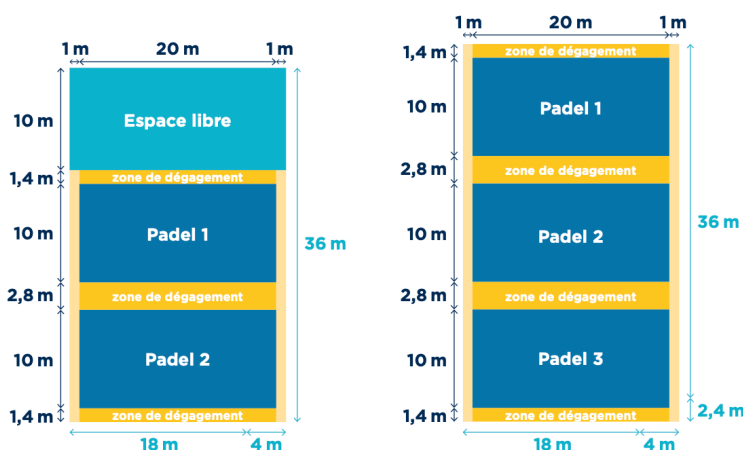 1 m 20 m 1 m
10 m
Espace libre
1,4 m
zone de dégagement
10 m
Padel 1
36 m
2,8 m
zone de dégagement
10 m
Padel 2
1,4 m
zone de dégagement
18 m 4 m
1 m 20 m 1 m
1,4 m
zone de dégagement
10 m
Padel 1
2,8 m
zone de dégagement
36 m
10 m
Padel 2
2,8 m
zone de dégagement
10 m
Padel 3
1,4 m
zone de dégagement
2,4 m
18 m 4 m